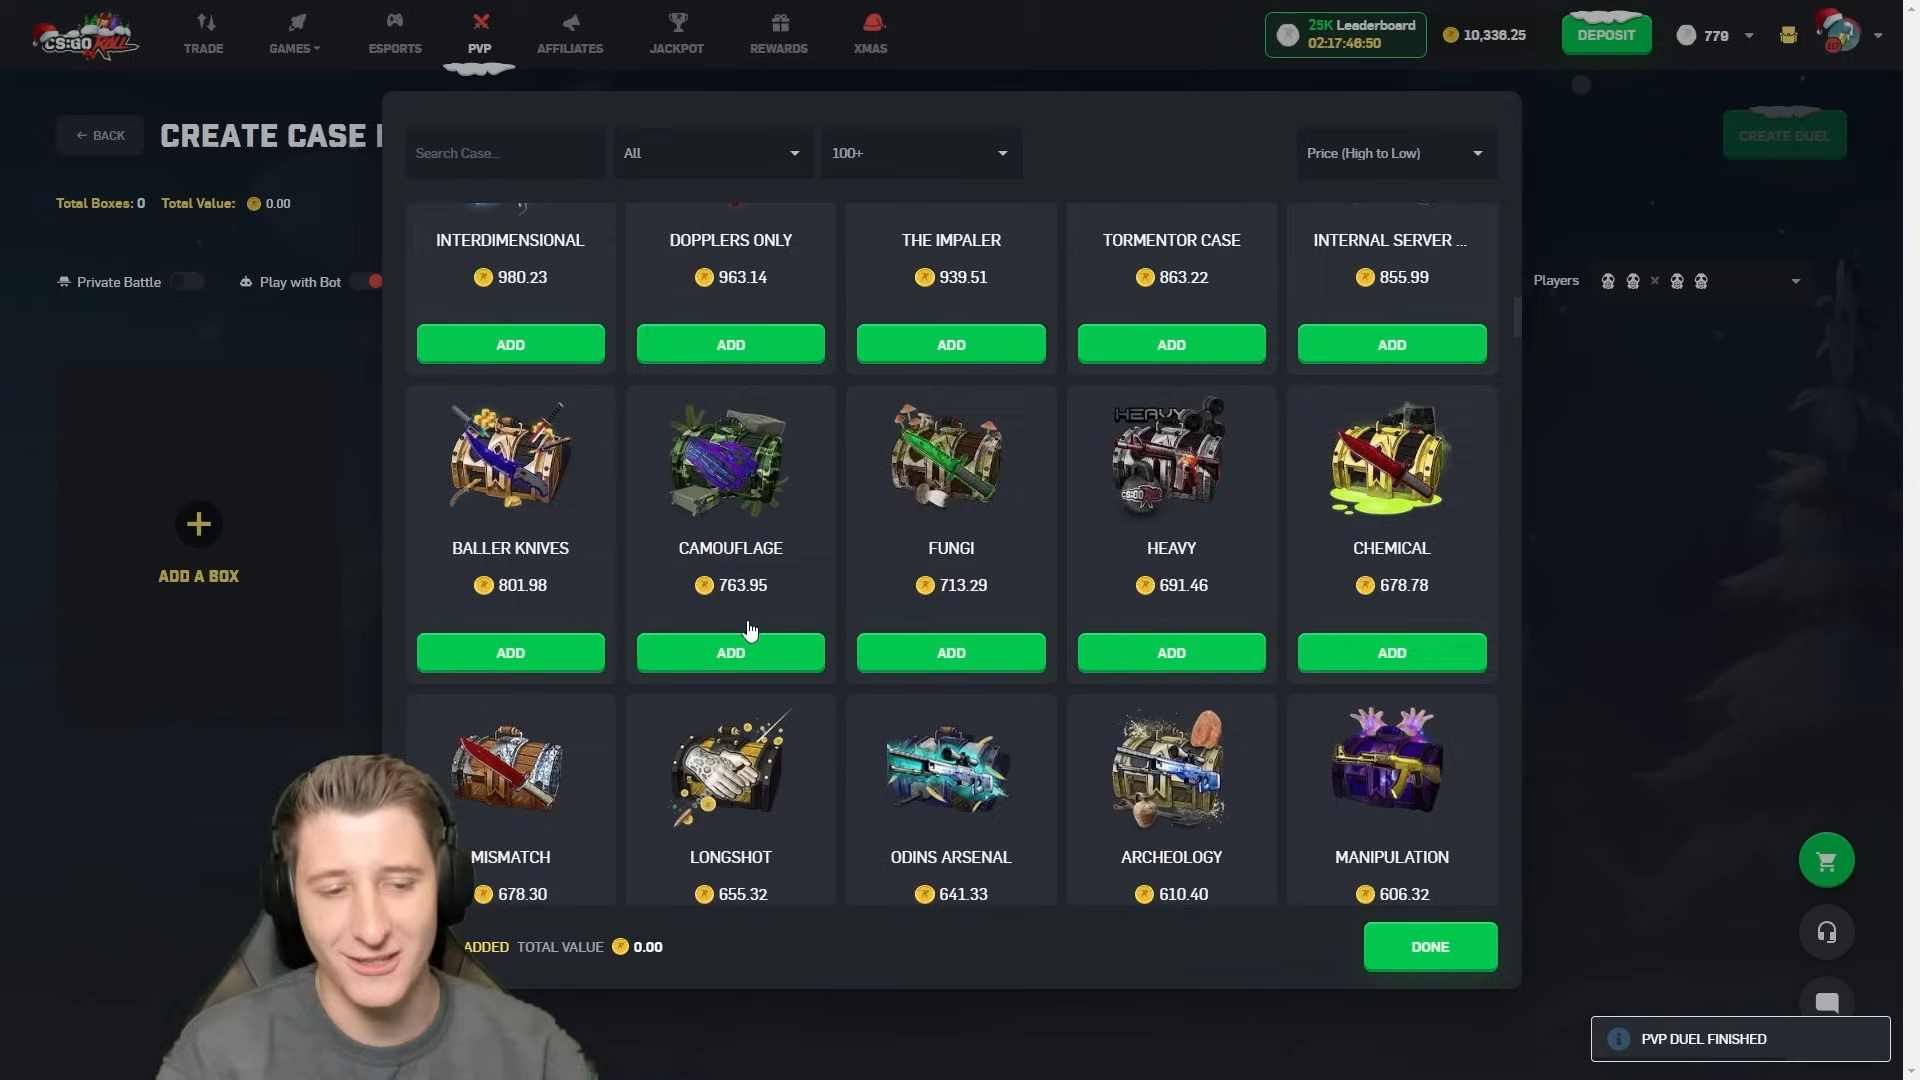 CS:GO ROLL
TRADE
GAMES
ESPORTS
PVP
AFFILIATES
JACKPOT
REWARDS
XMAS
25K Leaderboard
02:17:46:50
10,336.25
DEPOSIT
779
← BACK
CREATE CASE
CREATE DUEL
Search Case...
All
100+
Price (High to Low)
Total Boxes: 0 Total Value: 0.00
Private Battle
Play with Bot
Players
INTERDIMENSIONAL
DOPPLERS ONLY
THE IMPALER
TORMENTOR CASE
INTERNAL SERVER ...
980.23
963.14
939.51
863.22
855.99
ADD
ADD
ADD
ADD
ADD
HEAVY
CS:GO ROLL
ADD A BOX
BALLER KNIVES
CAMOUFLAGE
FUNGI
HEAVY
CHEMICAL
801.98
763.95
713.29
691.46
678.78
ADD
ADD
ADD
ADD
ADD
MISMATCH
LONGSHOT
ODINS ARSENAL
ARCHEOLOGY
MANIPULATION
678.30
655.32
641.33
610.40
606.32
ADDED TOTAL VALUE 0.00
DONE
PVP DUEL FINISHED